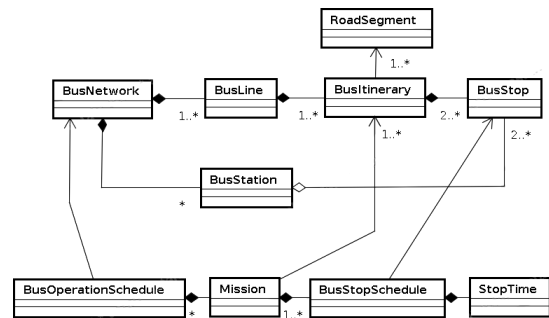 RoadSegment
1..*
BusNetwork
BusLine
BusItinerary
BusStop
1..*
1..*
2..*
1..*
2..*
BusStation
*
BusOperationSchedule
Mission
BusStopSchedule
StopTime
*
1..*